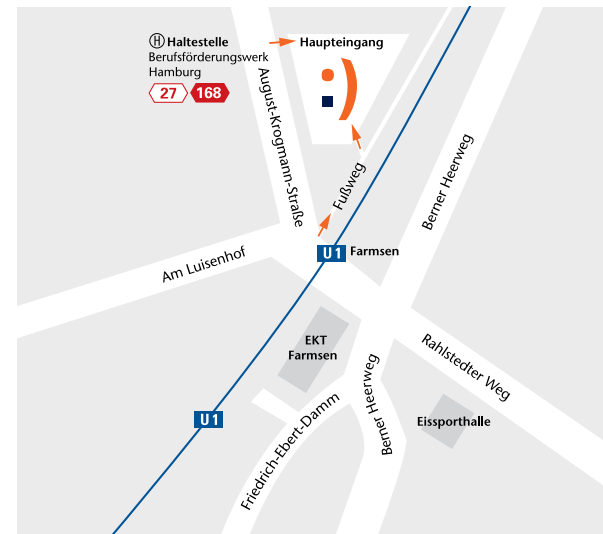 Ⓗ Haltestelle
Berufsförderungswerk
Hamburg
27 168
Haupteingang
August-Krogmann-Straße
Fußweg
Berner Heerweg
Am Luisenhof
U1 Farmsen
EKT
Farmsen
Rahlstedter Weg
Berner Heerweg
Eissporthalle
U1
Friedrich-Ebert-Damm